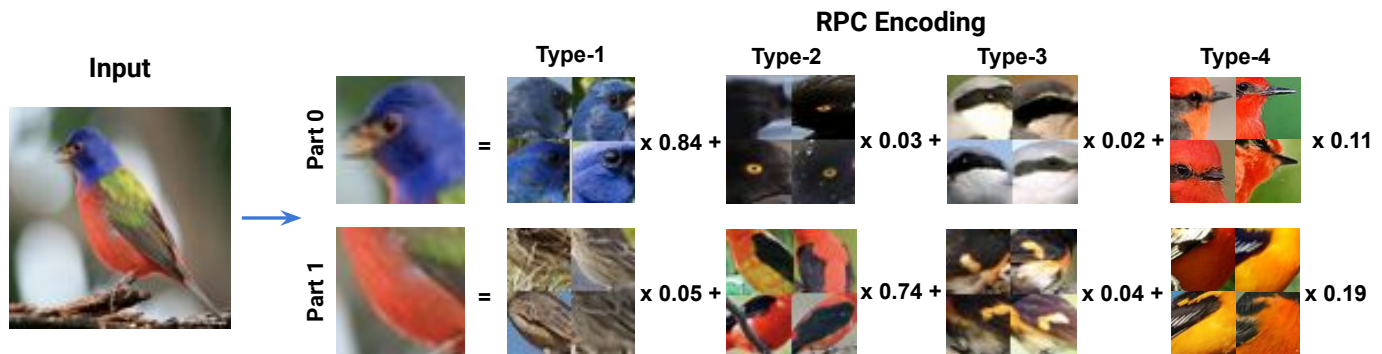 RPC Encoding
Input
Type-1 Type-2 Type-3 Type-4
Part 0 = x 0.84 + x 0.03 + x 0.02 + x 0.11
Part 1 = x 0.05 + x 0.74 + x 0.04 + x 0.19